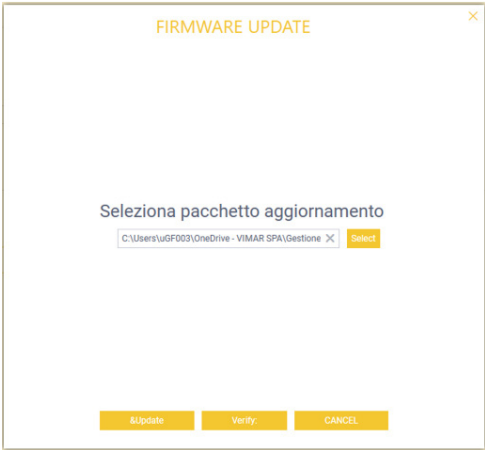 FIRMWARE UPDATE
Seleziona pacchetto aggiornamento
C:\Users\uGF003\OneDrive - VIMAR SPA\Gestione
Select
&Update
Verify:
CANCEL